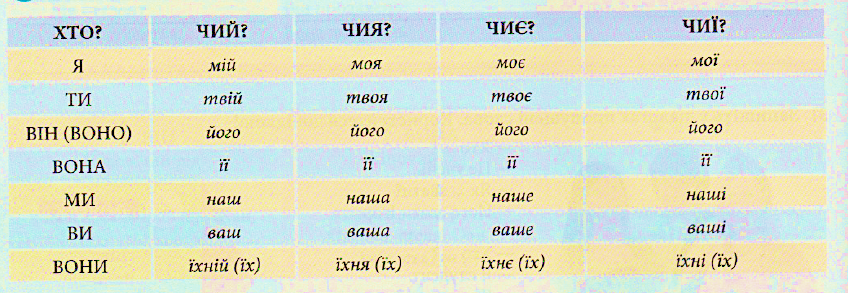 ХТО? ЧИЙ? ЧИЯ? ЧИЄ? ЧИЇ?
Я мій моя моє мої
ТИ твій твоя твоє твої
ВІН (ВОНО) його його його його
ВОНА її її її її
МИ наш наша наше наші
ВИ ваш ваша ваше ваші
ВОНИ їхній (їх) їхня (їх) їхнє (їх) їхні (їх)